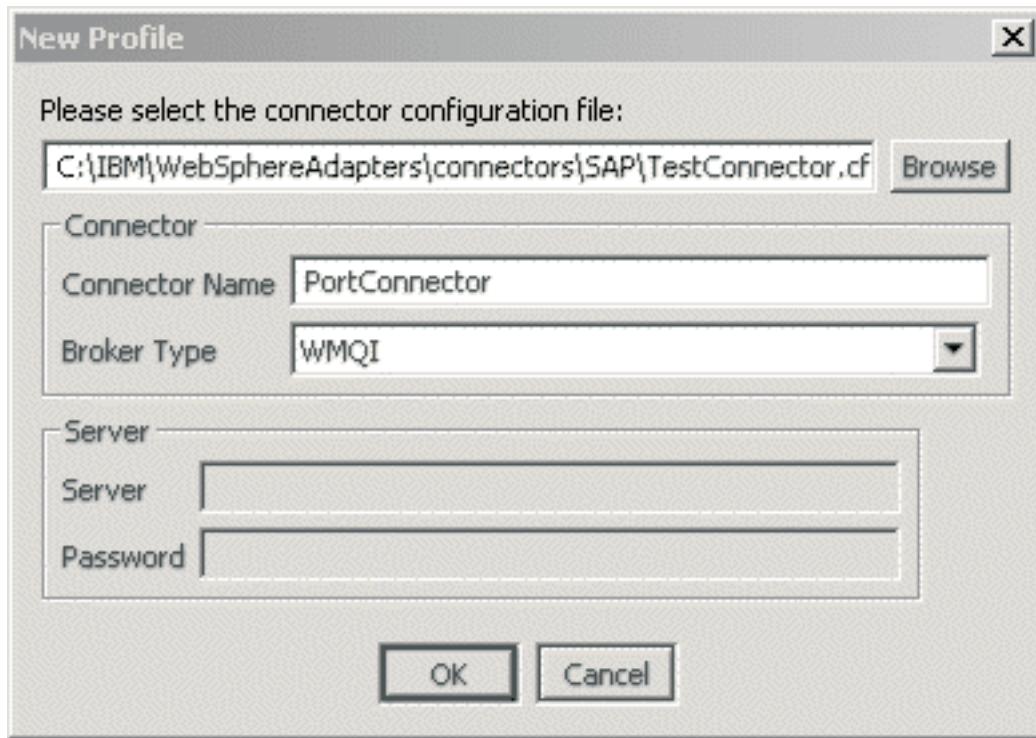 New Profile
Please select the connector configuration file:
C:\IBM\WebSphereAdapters\connectors\SAP\TestConnector.cf
Browse
Connector
Connector Name PortConnector
Broker Type WMQI
Server
Server
Password
OK Cancel